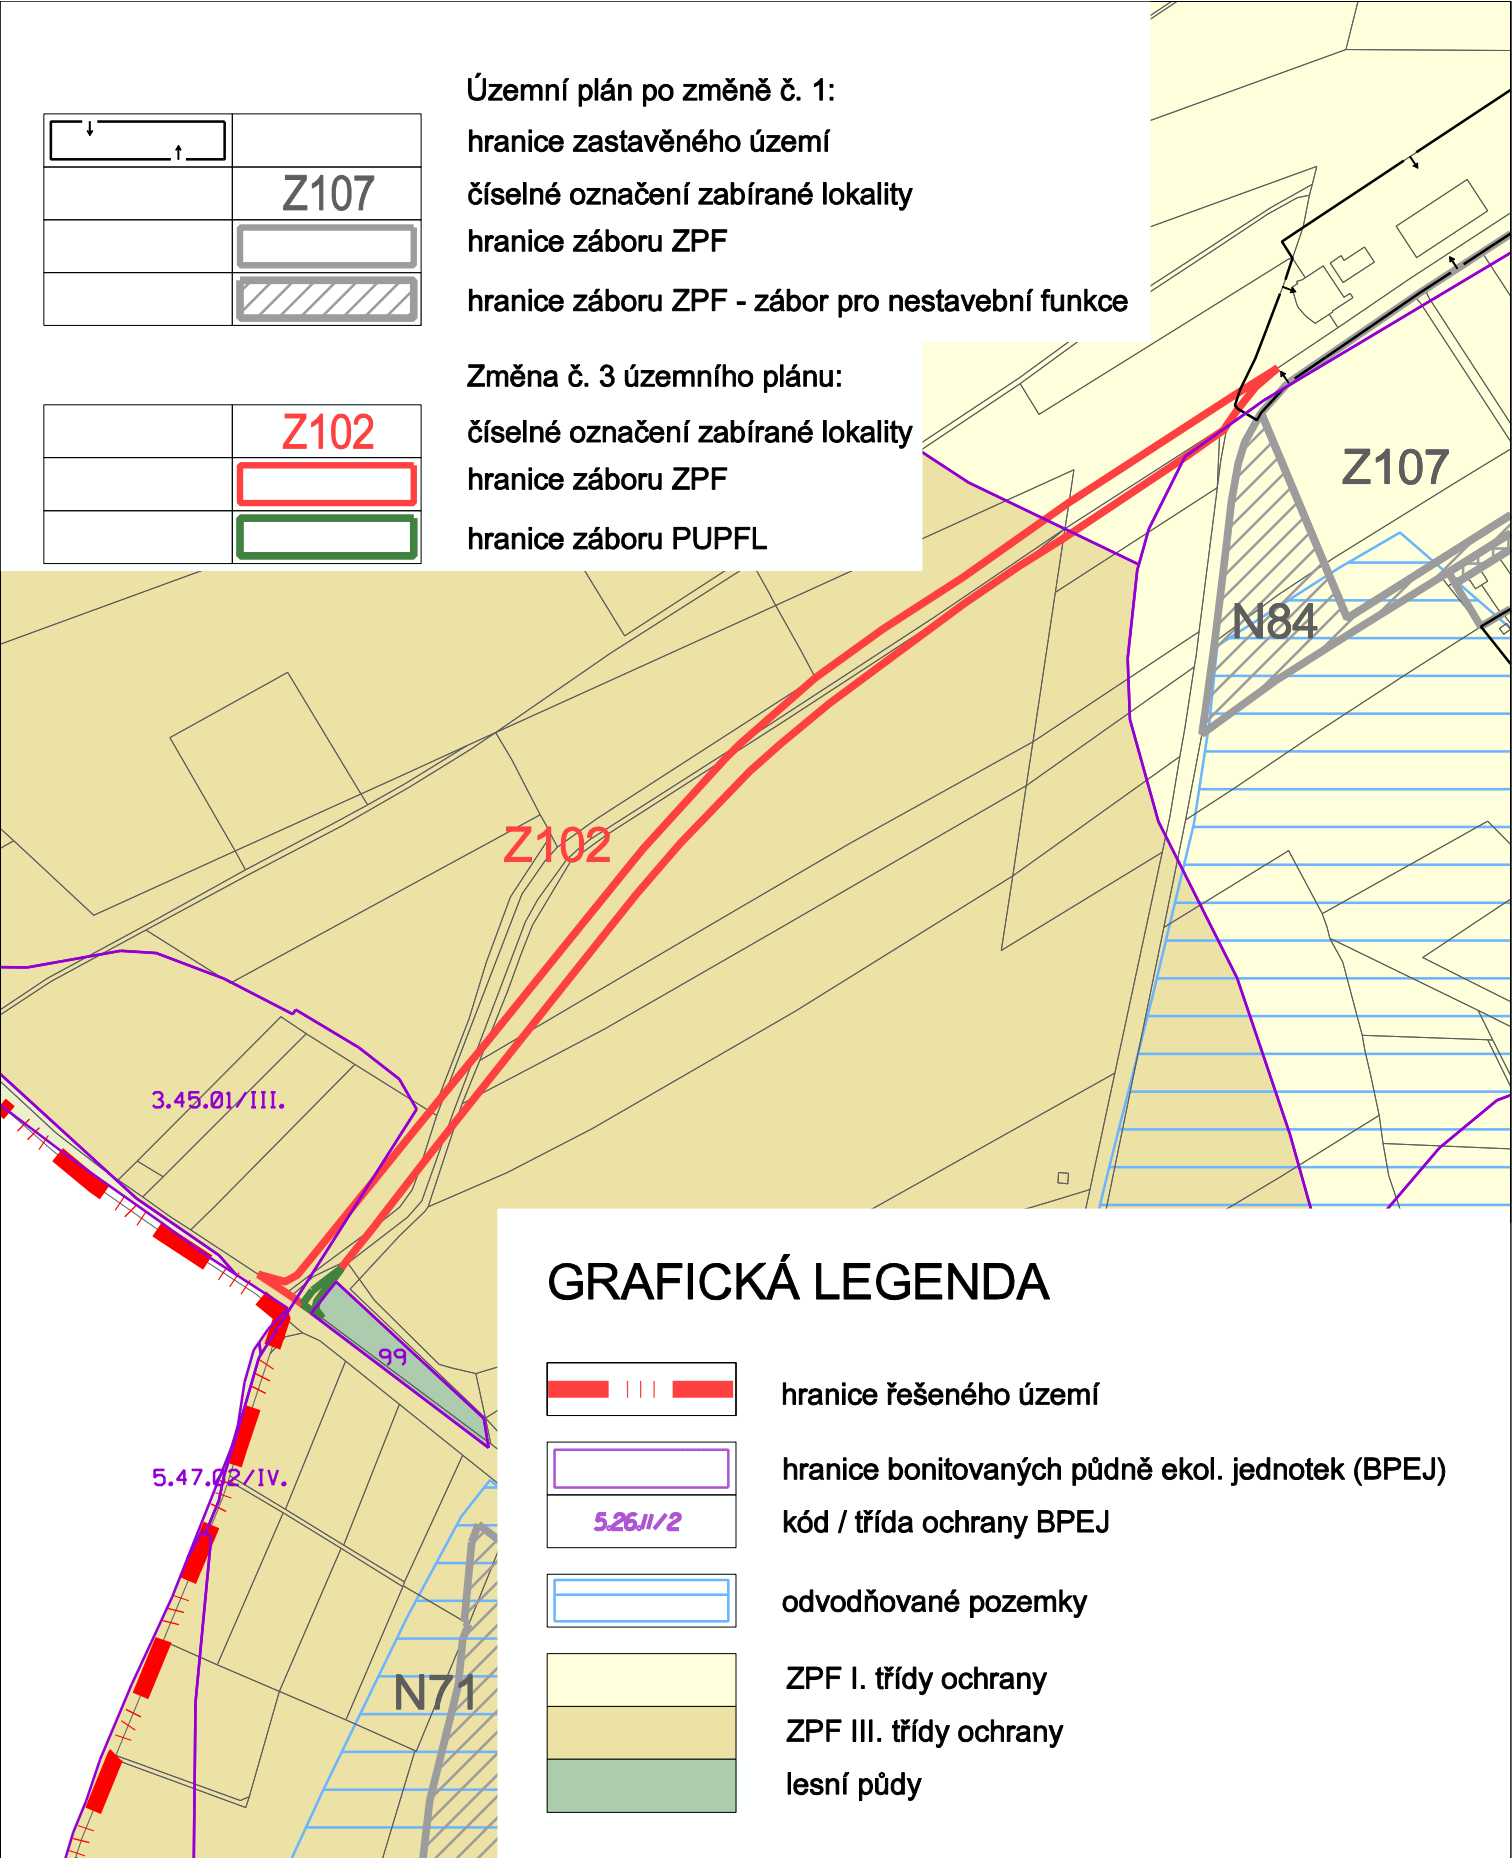 Územní plán po změně č. 1:
hranice zastavěného území
Z107 číselné označení zabírané lokality
hranice záboru ZPF
hranice záboru ZPF - zábor pro nestavební funkce
Změna č. 3 územního plánu:
Z102 číselné označení zabírané lokality
hranice záboru ZPF
hranice záboru PUPFL
Z107
N84
Z102
3.45.01/III.
99
5.47.02/IV.
N71
GRAFICKÁ LEGENDA
hranice řešeného území
hranice bonitovaných půdně ekol. jednotek (BPEJ)
5.26.11/2 kód / třída ochrany BPEJ
odvodňované pozemky
ZPF I. třídy ochrany
ZPF III. třídy ochrany
lesní půdy